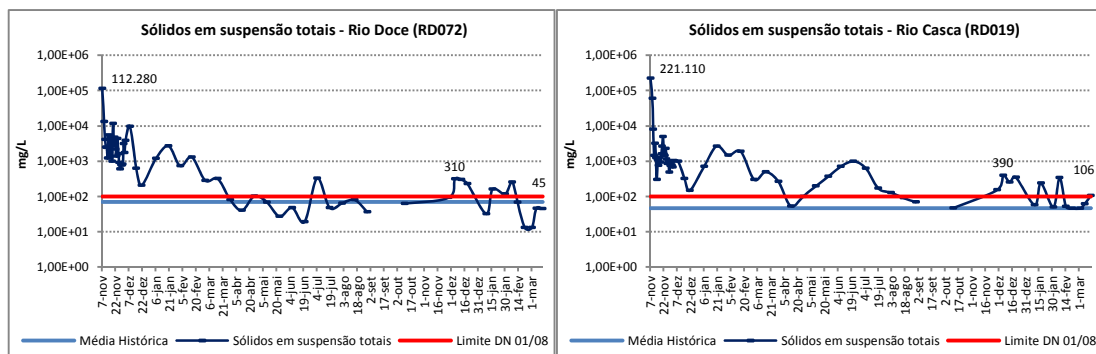 Sólidos em suspensão totais - Rio Doce (RD072)
1,00E+06
1,00E+05
1,00E+04
1,00E+03
1,00E+02
1,00E+01
1,00E+00
mg/L
112.280
310
45
7-nov
22-nov
7-dez
22-dez
6-jan
21-jan
5-fev
20-fev
6-mar
21-mar
5-abr
20-abr
5-mai
20-mai
4-jun
19-jun
4-jul
19-jul
3-ago
18-ago
2-set
17-set
2-out
17-out
1-nov
16-nov
1-dez
16-dez
31-dez
15-jan
30-jan
14-fev
1-mar
Média Histórica
Sólidos em suspensão totais
Limite DN 01/08
Sólidos em suspensão totais - Rio Casca (RD019)
1,00E+06
1,00E+05
1,00E+04
1,00E+03
1,00E+02
1,00E+01
1,00E+00
mg/L
221.110
390
106
7-nov
22-nov
7-dez
22-dez
6-jan
21-jan
5-fev
20-fev
6-mar
21-mar
5-abr
20-abr
5-mai
20-mai
4-jun
19-jun
4-jul
19-jul
3-ago
18-ago
2-set
17-set
2-out
17-out
1-nov
16-nov
1-dez
16-dez
31-dez
15-jan
30-jan
14-fev
1-mar
Média Histórica
Sólidos em suspensão totais
Limite DN 01/08